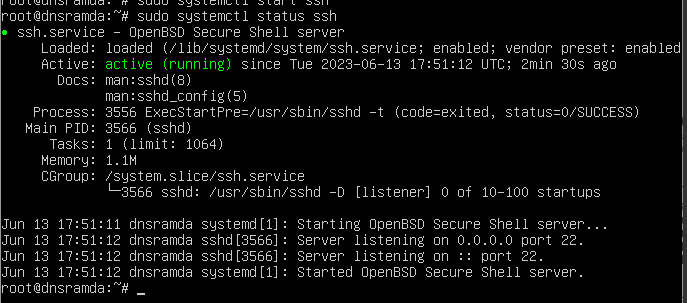 root@dnsramda:~# sudo systemctl start ssh
root@dnsramda:~# sudo systemctl status ssh
● ssh.service - OpenBSD Secure Shell server
Loaded: loaded (/lib/systemd/system/ssh.service; enabled; vendor preset: enabled
Active: active (running) since Tue 2023-06-13 17:51:12 UTC; 2min 30s ago
Docs: man:sshd(8)
man:sshd_config(5)
Process: 3556 ExecStartPre=/usr/sbin/sshd -t (code=exited, status=0/SUCCESS)
Main PID: 3566 (sshd)
Tasks: 1 (limit: 1064)
Memory: 1.1M
CGroup: /system.slice/ssh.service
└─3566 sshd: /usr/sbin/sshd -D [listener] 0 of 10-100 startups
Jun 13 17:51:11 dnsramda systemd[1]: Starting OpenBSD Secure Shell server...
Jun 13 17:51:12 dnsramda sshd[3566]: Server listening on 0.0.0.0 port 22.
Jun 13 17:51:12 dnsramda sshd[3566]: Server listening on :: port 22.
Jun 13 17:51:12 dnsramda systemd[1]: Started OpenBSD Secure Shell server.
root@dnsramda:~# _